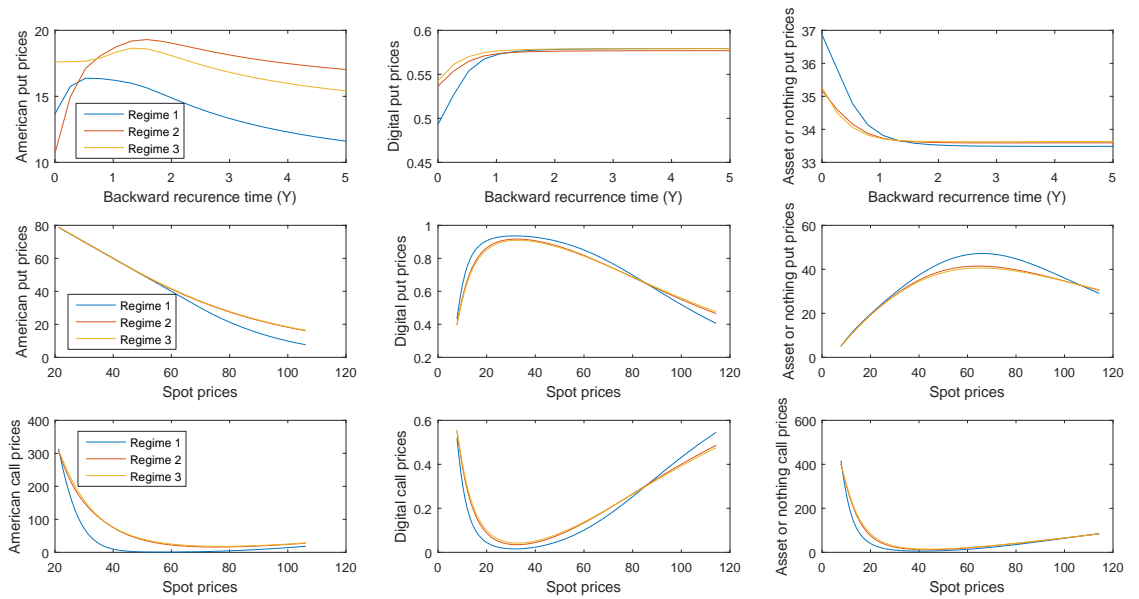 American put prices
20
15
10
Regime 1
Regime 2
Regime 3
0 1 2 3 4 5
Backward recurence time (Y)
Digital put prices
0.6
0.55
0.5
0.45
0 1 2 3 4 5
Backward recurrence time (Y)
Asset or nothing put prices
37
36
35
34
33
0 1 2 3 4 5
Backward recurrence time (Y)
American put prices
80
60
40
20
0
Regime 1
Regime 2
Regime 3
20 40 60 80 100 120
Spot prices
Digital put prices
1
0.8
0.6
0.4
0.2
0 20 40 60 80 100 120
Spot prices
Asset or nothing put prices
60
40
20
0
0 20 40 60 80 100 120
Spot prices
American call prices
400
300
200
100
0
Regime 1
Regime 2
Regime 3
20 40 60 80 100 120
Spot prices
Digital call prices
0.6
0.4
0.2
0
0 20 40 60 80 100 120
Spot prices
Asset or nothing call prices
600
400
200
0
0 20 40 60 80 100 120
Spot prices